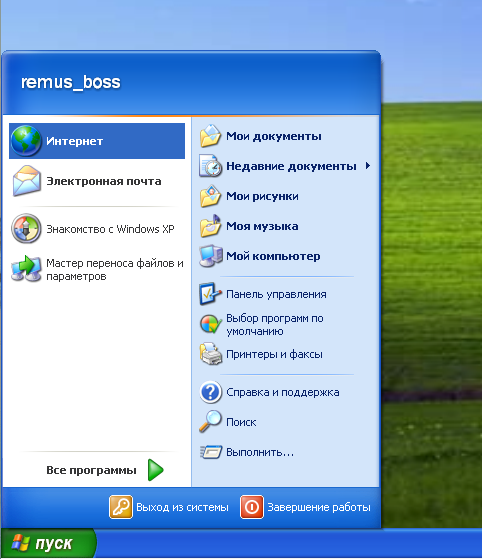 remus_boss
Интернет
Электронная почта
Знакомство с Windows XP
Мастер переноса файлов и
параметров
Все программы
Мои документы
Недавние документы
Мои рисунки
Моя музыка
Мой компьютер
Панель управления
Выбор программ по
умолчанию
Принтеры и факсы
Справка и поддержка
Поиск
Выполнить...
Выход из системы
Завершение работы
пуск